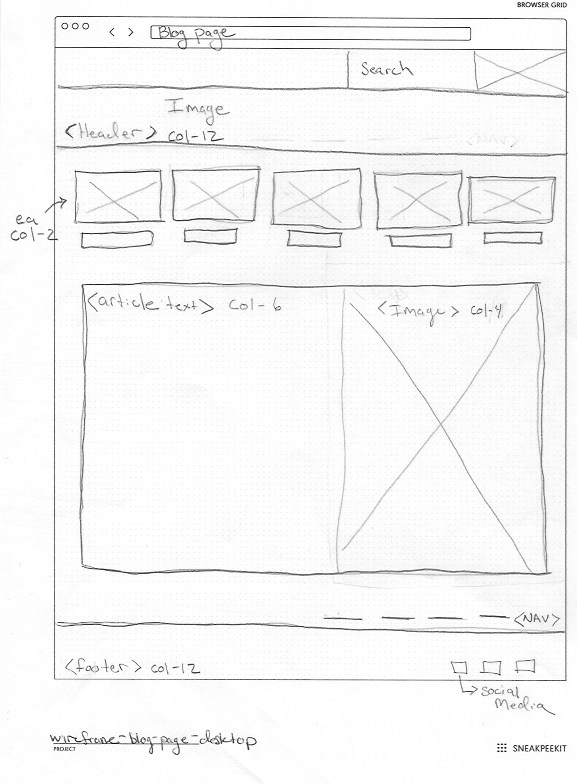 BROWSER GRID
Blog page
Search
Image
<Header> col-12
<NAV>
ea
col-2
<article text> col-6
<Image> col-4
<NAV>
<footer> col-12
social
Media
wireframe-blog-page-desktop
PROJECT
SNEAKPEEKIT